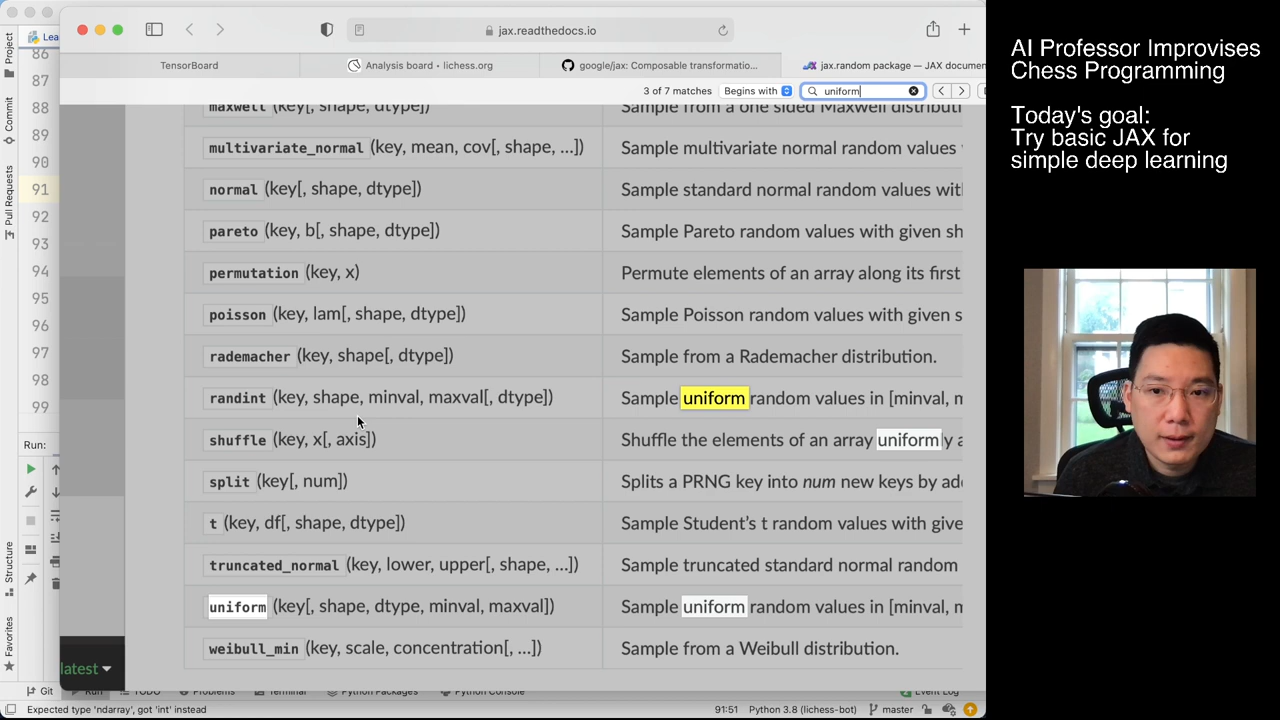 jax.readthedocs.io
TensorBoard
Analysis board • lichess.org
google/jax: Composable transformatio...
jax.random package — JAX documen
3 of 7 matches
Begins with
uniform
AI Professor Improvises
Chess Programming
Today's goal:
Try basic JAX for
simple deep learning
Project
Commit
Pull Requests
Structure
Favorites
Lea
86
87
88
89
90
91
92
93
94
95
96
97
98
99
Run:
maxwell (key[, shape, dtype]) Sample from a one sided Maxwell distributi
multivariate_normal (key, mean, cov[, shape, ...]) Sample multivariate normal random values
normal (key[, shape, dtype]) Sample standard normal random values wit
pareto (key, b[, shape, dtype]) Sample Pareto random values with given sh
permutation (key, x) Permute elements of an array along its first
poisson (key, lam[, shape, dtype]) Sample Poisson random values with given s
rademacher (key, shape[, dtype]) Sample from a Rademacher distribution.
randint (key, shape, minval, maxval[, dtype]) Sample uniform random values in [minval, m
shuffle (key, x[, axis]) Shuffle the elements of an array uniformly a
split (key[, num]) Splits a PRNG key into num new keys by ad
t (key, df[, shape, dtype]) Sample Student's t random values with give
truncated_normal (key, lower, upper[, shape, ...]) Sample truncated standard normal random
uniform (key[, shape, dtype, minval, maxval]) Sample uniform random values in [minval, m
weibull_min (key, scale, concentration[, ...]) Sample from a Weibull distribution.
latest
Git
Run
TODO
Problems
Terminal
Python Packages
Python Console
Event Log
Expected type 'ndarray', got 'int' instead
91:51
Python 3.8 (lichess-bot)
master